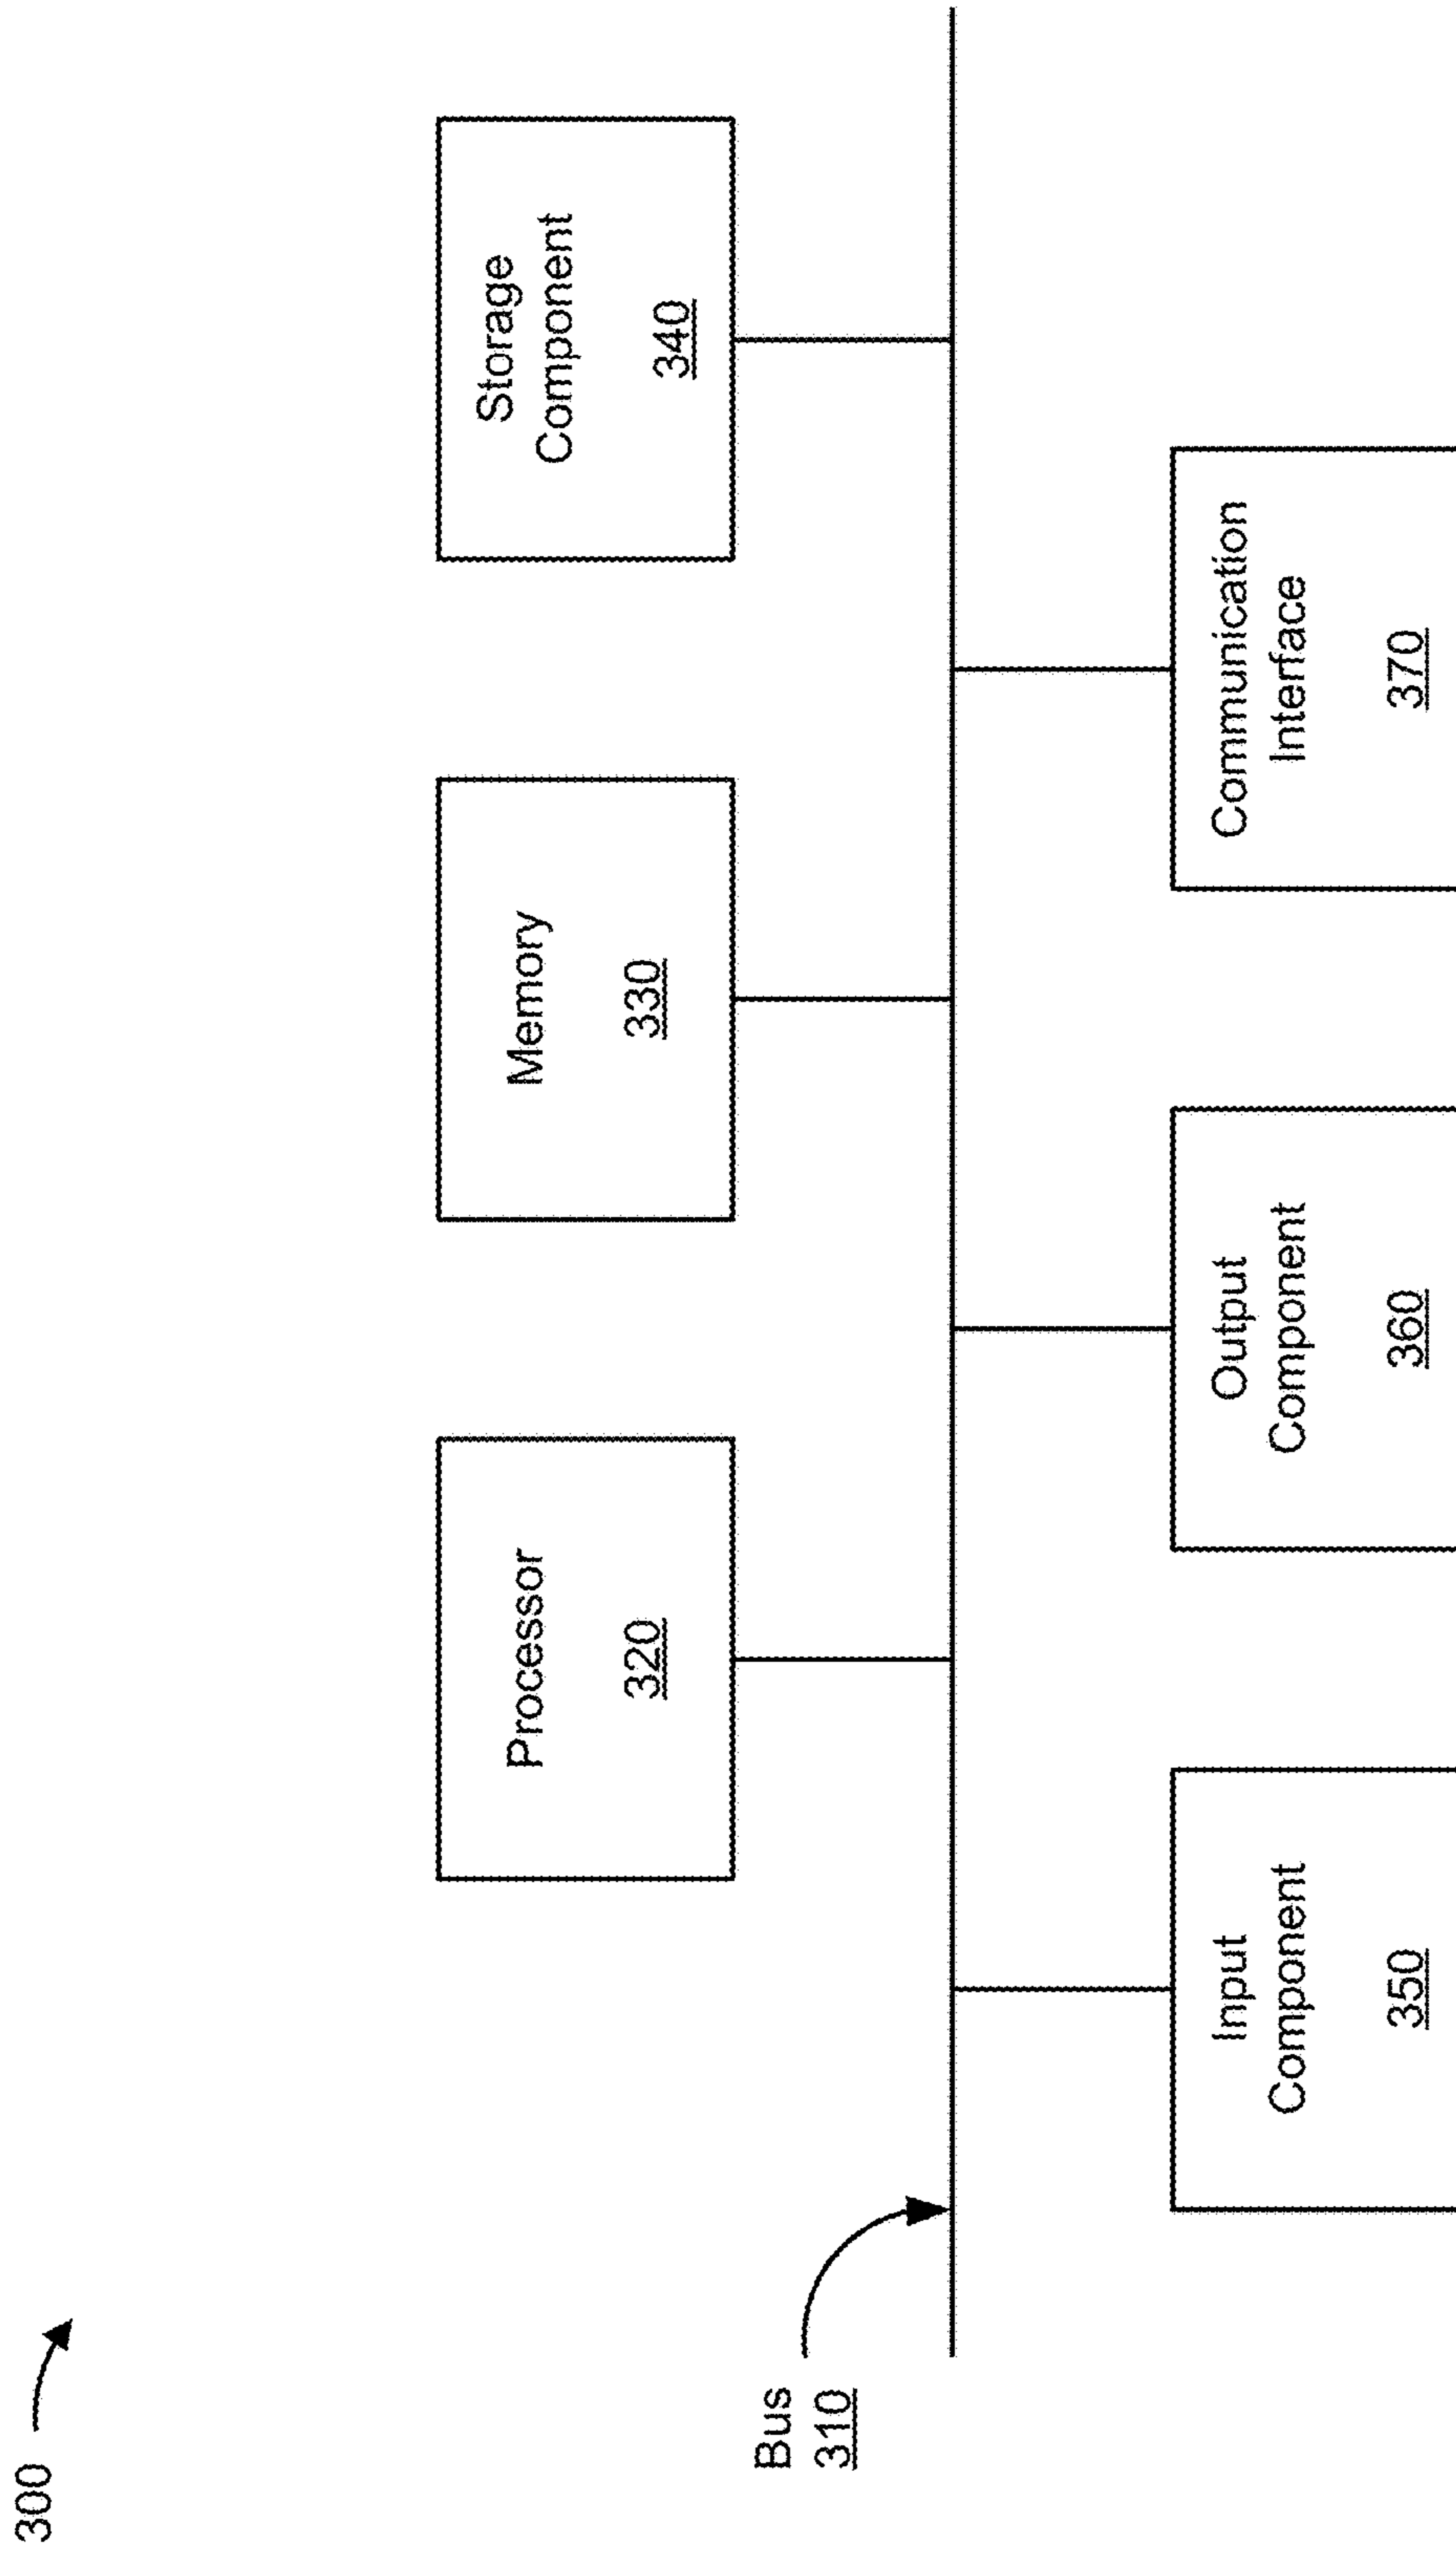 300
Processor
320
Memory
330
Storage
Component
340
Bus
310
Input
Component
350
Output
Component
360
Communication
Interface
370